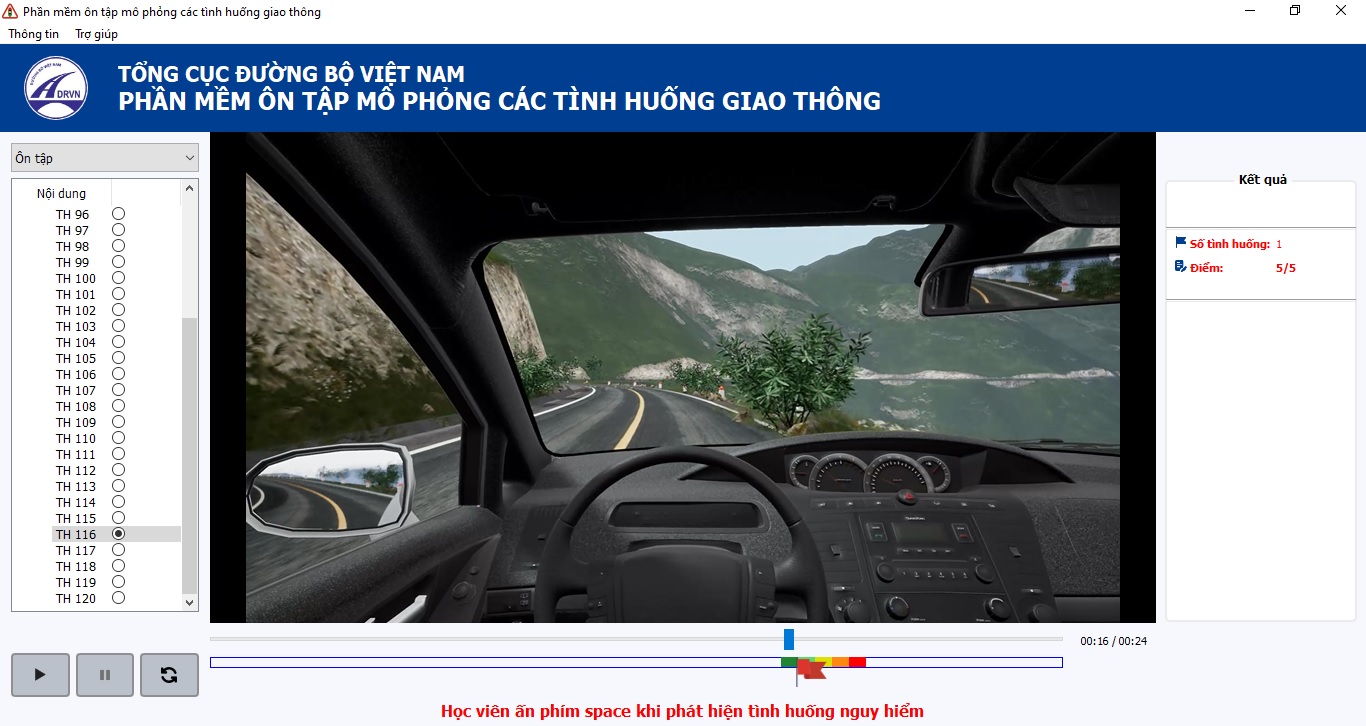 Phần mềm ôn tập mô phỏng các tình huống giao thông
Thông tin Trợ giúp
TỔNG CỤC ĐƯỜNG BỘ VIỆT NAM
PHẦN MỀM ÔN TẬP MÔ PHỎNG CÁC TÌNH HUỐNG GIAO THÔNG
ĐƯỜNG BỘ VIỆT NAM
DRVN
Ôn tập
Nội dung
TH 96
TH 97
TH 98
TH 99
TH 100
TH 101
TH 102
TH 103
TH 104
TH 105
TH 106
TH 107
TH 108
TH 109
TH 110
TH 111
TH 112
TH 113
TH 114
TH 115
TH 116
TH 117
TH 118
TH 119
TH 120
Kết quả
Số tình huống: 1
Điểm: 5/5
00:16 / 00:24
Học viên ấn phím space khi phát hiện tình huống nguy hiểm